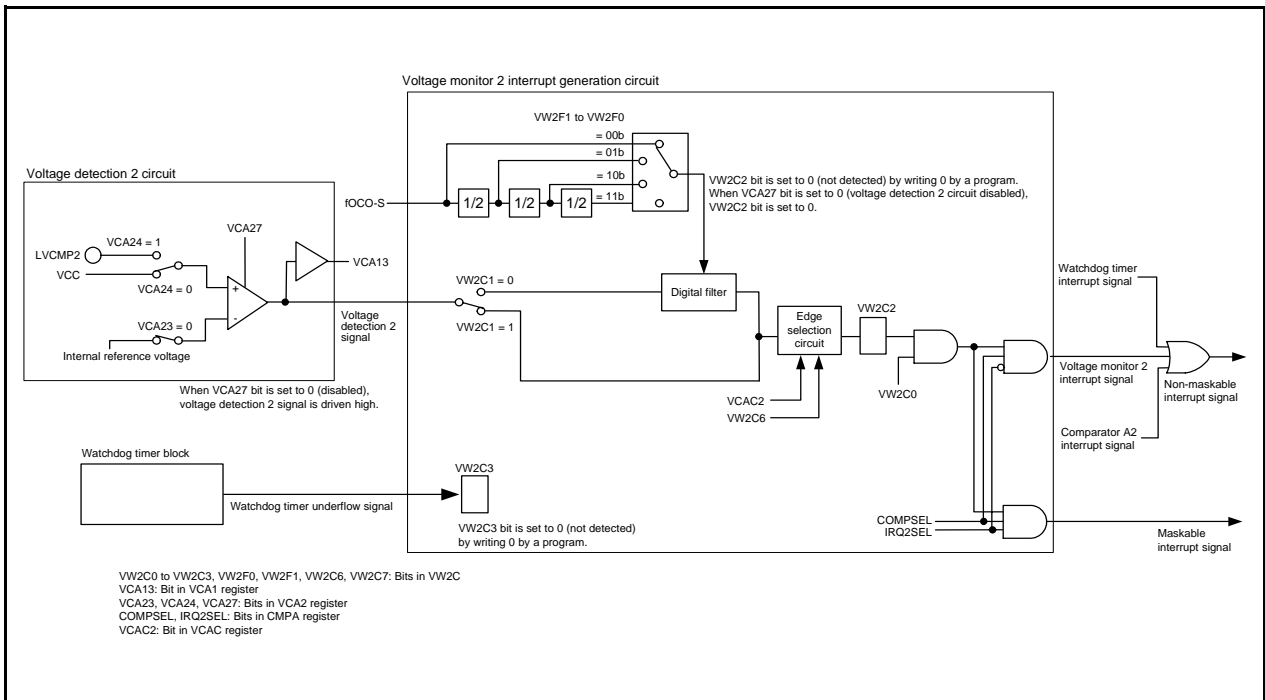 Voltage monitor 2 interrupt generation circuit
VW2F1 to VW2F0
= 00b
= 01b
= 10b
= 11b
fOCO-S
1/2
1/2
1/2
VW2C2 bit is set to 0 (not detected) by writing 0 by a program.
When VCA27 bit is set to 0 (voltage detection 2 circuit disabled),
VW2C2 bit is set to 0.
Voltage detection 2 circuit
VCA27
VCA24 = 1
LVCMP2
VCC
VCA24 = 0
+
-
VCA13
VCA23 = 0
Internal reference voltage
Voltage
detection 2
signal
When VCA27 bit is set to 0 (disabled),
voltage detection 2 signal is driven high.
VW2C1 = 0
VW2C1 = 1
Digital filter
Edge
selection
circuit
VW2C2
VCAC2
VW2C6
VW2C0
Watchdog timer
interrupt signal
Voltage monitor 2
interrupt signal
Non-maskable
interrupt signal
Comparator A2
interrupt signal
Watchdog timer block
Watchdog timer underflow signal
VW2C3
VW2C3 bit is set to 0 (not detected)
by writing 0 by a program.
COMPSEL
IRQ2SEL
Maskable
interrupt signal
VW2C0 to VW2C3, VW2F0, VW2F1, VW2C6, VW2C7: Bits in VW2C
VCA13: Bit in VCA1 register
VCA23, VCA24, VCA27: Bits in VCA2 register
COMPSEL, IRQ2SEL: Bits in CMPA register
VCAC2: Bit in VCAC register